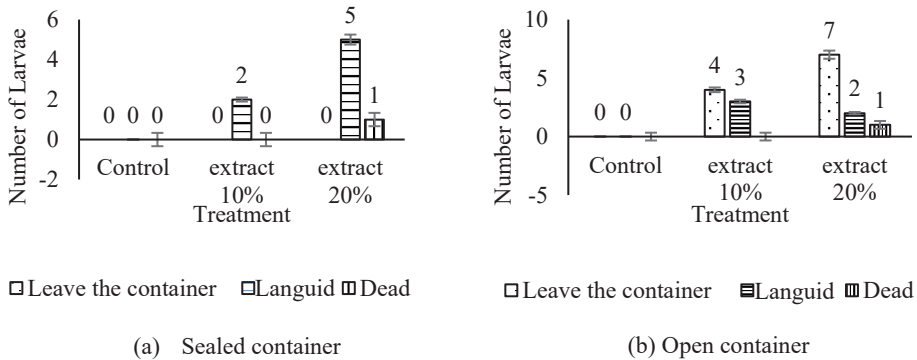 Number of Larvae
6
4
2
0
-2
0 0 0
0 2 0
0 5 1
Control
extract 10%
extract 20%
Treatment
Leave the container Languid Dead
(a) Sealed container
Number of Larvae
10
5
0
-5
0 0
4 3
7 2 1
Control
extract 10%
extract 20%
Treatment
Leave the container Languid Dead
(b) Open container